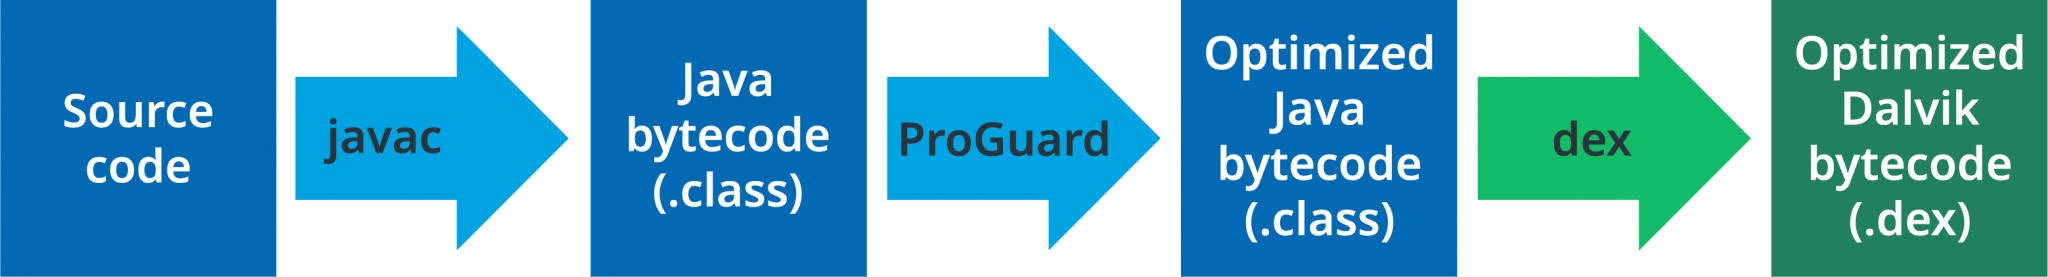 Source
code
javac
Java
bytecode
(.class)
ProGuard
Optimized
Java
bytecode
(.class)
dex
Optimized
Dalvik
bytecode
(.dex)